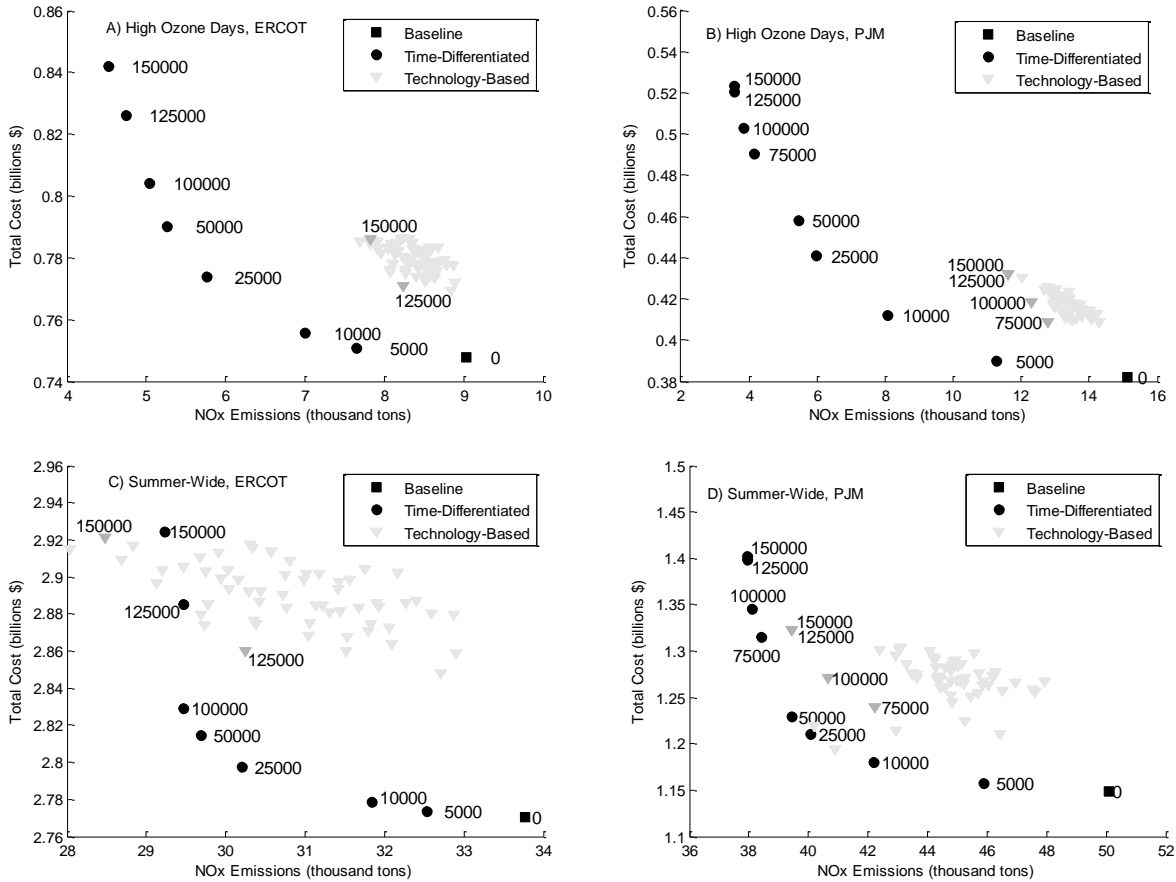 A) High Ozone Days, ERCOT
Baseline
Time-Differentiated
Technology-Based
0.86
0.84
0.82
0.8
0.78
0.76
0.74
Total Cost (billions $)
150000
125000
100000
50000
25000
10000
5000
0
150000
125000
4 5 6 7 8 9 10
NOx Emissions (thousand tons)
B) High Ozone Days, PJM
Baseline
Time-Differentiated
Technology-Based
0.56
0.54
0.52
0.5
0.48
0.46
0.44
0.42
0.4
0.38
Total Cost (billions $)
150000
125000
100000
75000
50000
25000
10000
5000
0
150000
125000
100000
75000
2 4 6 8 10 12 14 16
NOx Emissions (thousand tons)
C) Summer-Wide, ERCOT
Baseline
Time-Differentiated
Technology-Based
2.96
2.94
2.92
2.9
2.88
2.86
2.84
2.82
2.8
2.78
2.76
Total Cost (billions $)
150000
150000
125000
125000
100000
50000
25000
10000
5000
0
28 29 30 31 32 33 34
NOx Emissions (thousand tons)
D) Summer-Wide, PJM
Baseline
Time-Differentiated
Technology-Based
1.5
1.45
1.4
1.35
1.3
1.25
1.2
1.15
1.1
Total Cost (billions $)
150000
125000
100000
150000
125000
75000
100000
75000
50000
25000
10000
5000
0
36 38 40 42 44 46 48 50 52
NOx Emissions (thousand tons)